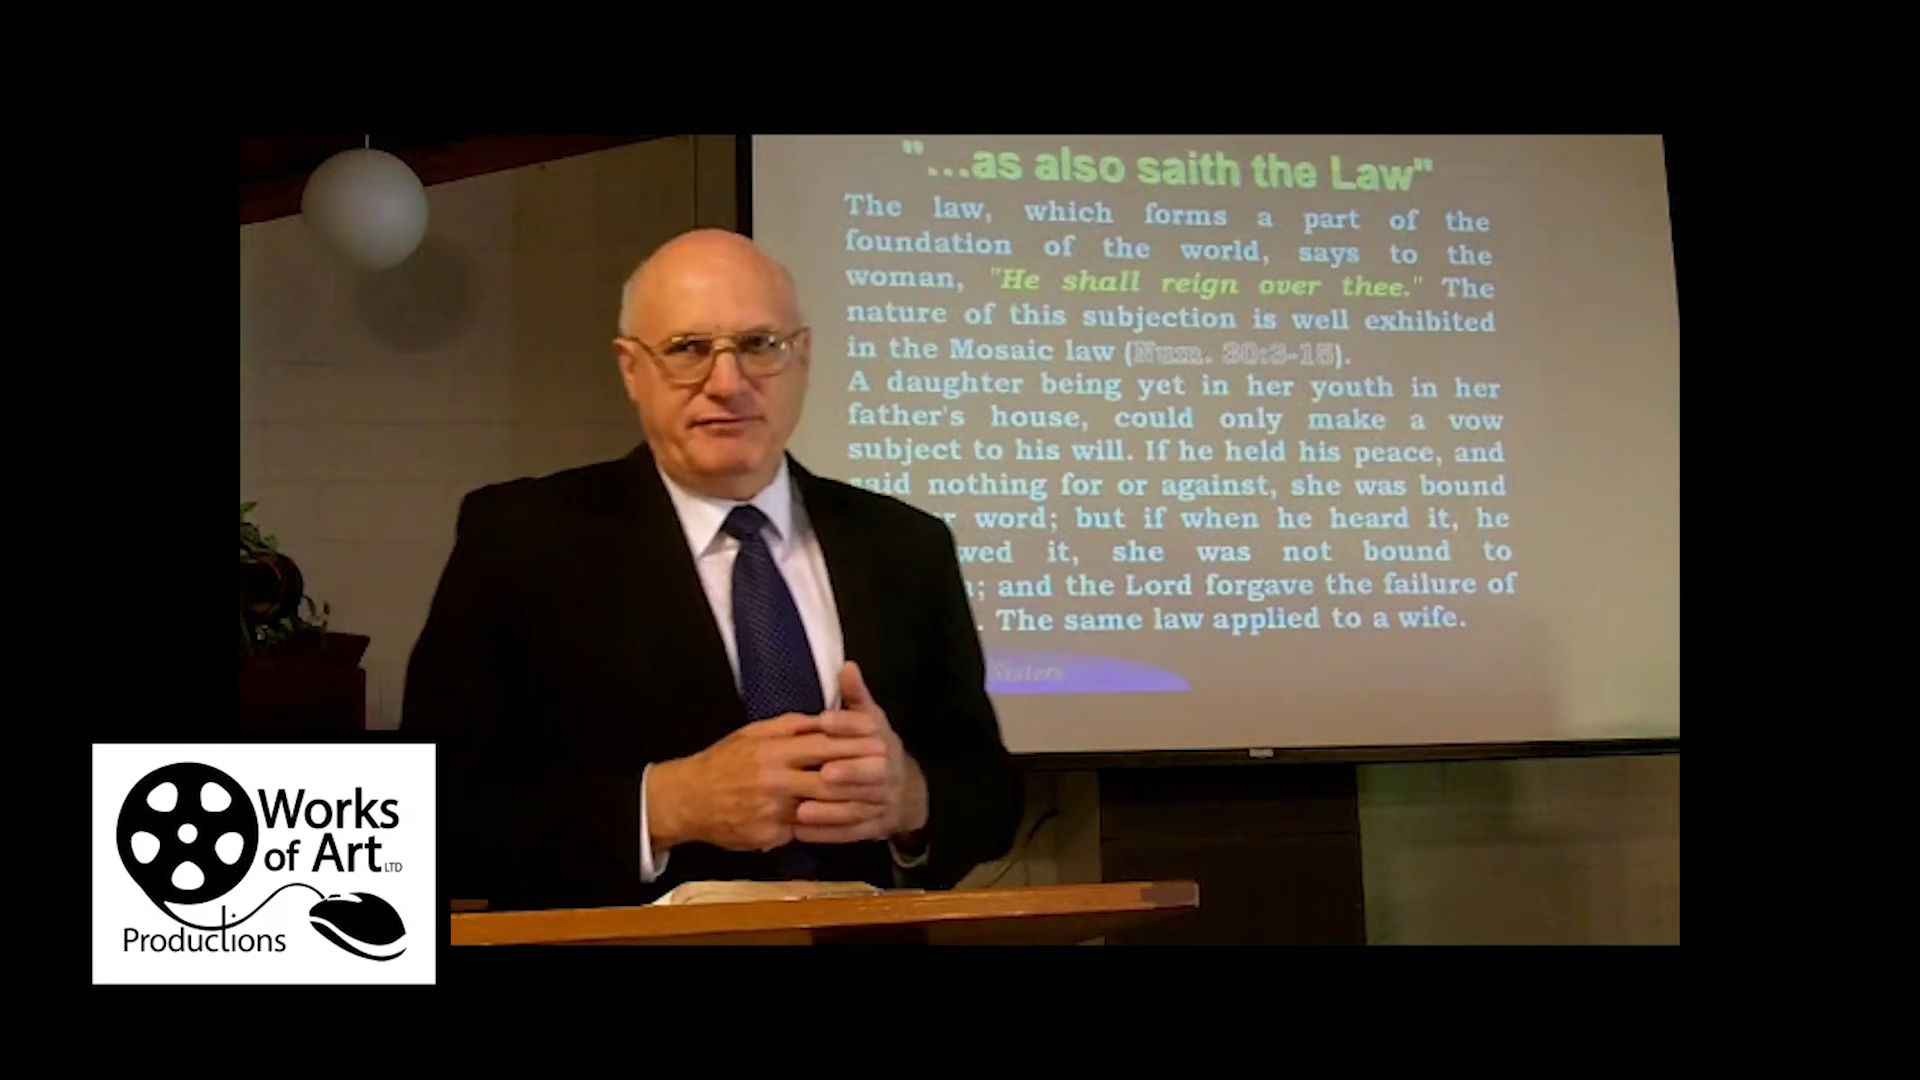 "...as also saith the Law"
The law, which forms a part of the
foundation of the world, says to the
woman, "He shall reign over thee." The
nature of this subjection is well exhibited
in the Mosaic law (Num. 30:3-15).
A daughter being yet in her youth in her
father's house, could only make a vow
subject to his will. If he held his peace, and
said nothing for or against, she was bound
word; but if when he heard it, he
it, she was not bound to
; and the Lord forgave the failure of
. The same law applied to a wife.
Sisters
Works
of Art LTD
Productions